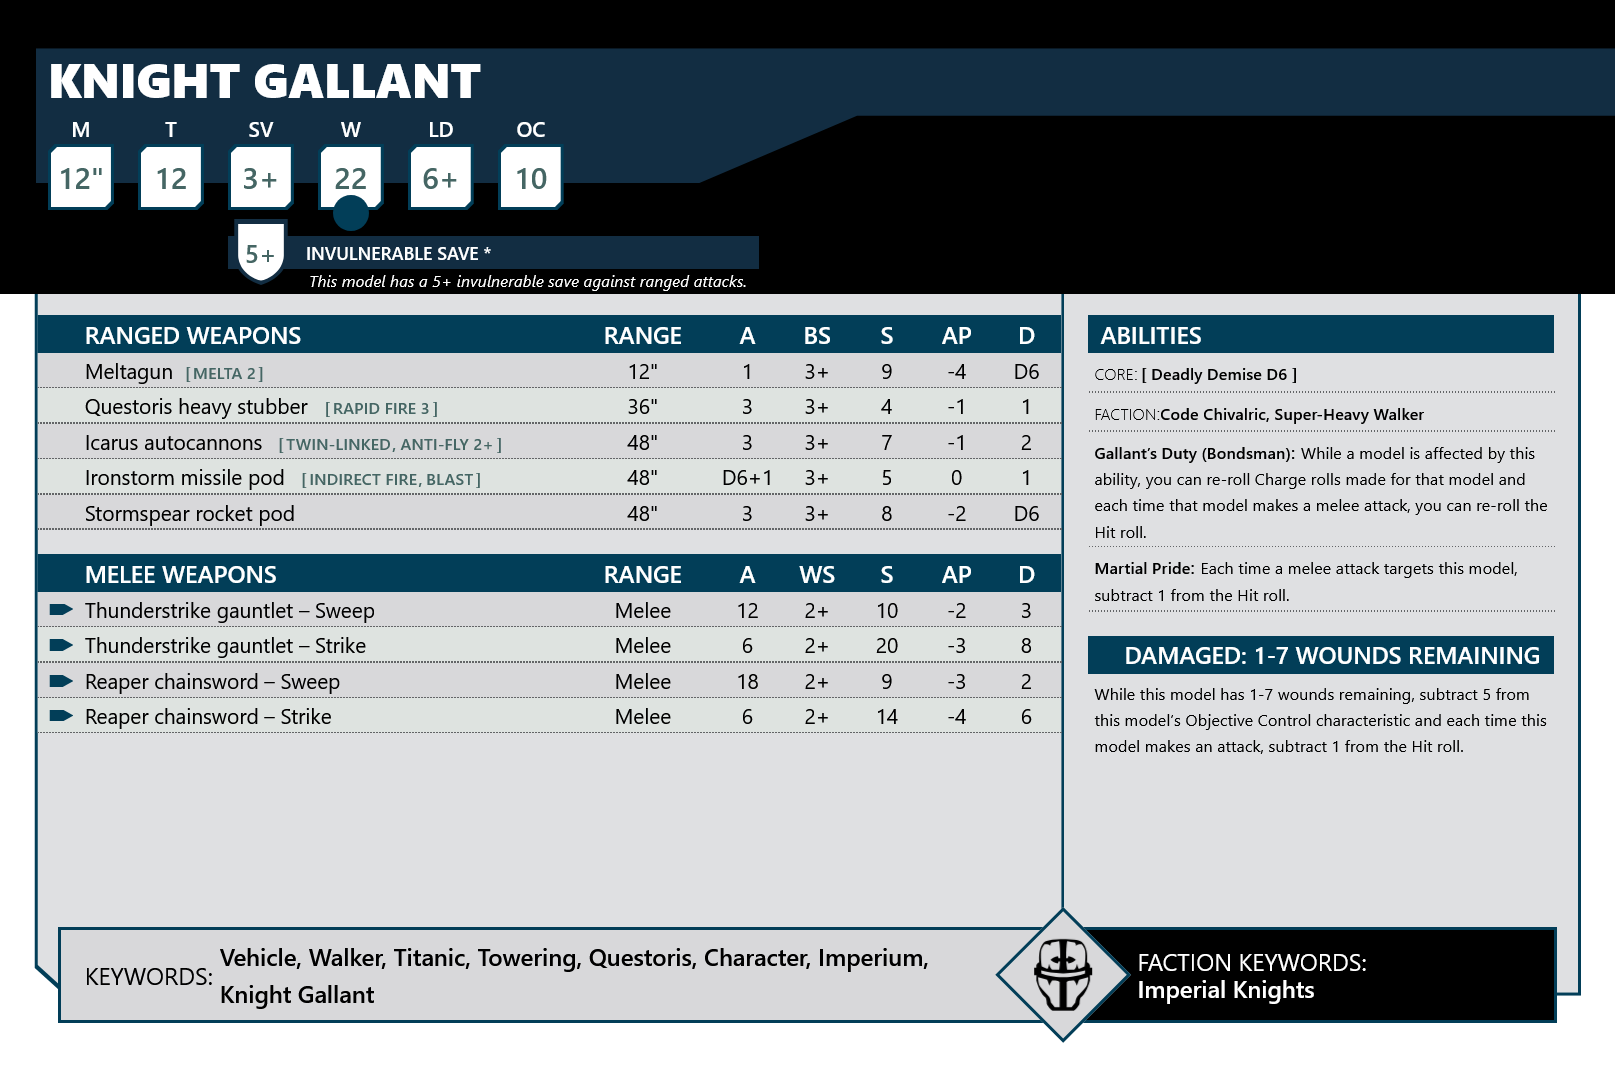 KNIGHT GALLANT
M T SV W LD OC
12" 12 3+ 22 6+ 10
5+ INVULNERABLE SAVE *
This model has a 5+ invulnerable save against ranged attacks.
RANGED WEAPONS RANGE A BS S AP D
Meltagun [MELTA 2] 12" 1 3+ 9 -4 D6
Questoris heavy stubber [RAPID FIRE 3] 36" 3 3+ 4 -1 1
Icarus autocannons [TWIN-LINKED, ANTI-FLY 2+] 48" 3 3+ 7 -1 2
Ironstorm missile pod [INDIRECT FIRE, BLAST] 48" D6+1 3+ 5 0 1
Stormspear rocket pod 48" 3 3+ 8 -2 D6
MELEE WEAPONS RANGE A WS S AP D
Thunderstrike gauntlet – Sweep Melee 12 2+ 10 -2 3
Thunderstrike gauntlet – Strike Melee 6 2+ 20 -3 8
Reaper chainsword – Sweep Melee 18 2+ 9 -3 2
Reaper chainsword – Strike Melee 6 2+ 14 -4 6
ABILITIES
CORE: [ Deadly Demise D6 ]
FACTION:Code Chivalric, Super-Heavy Walker
Gallant's Duty (Bondsman): While a model is affected by this
ability, you can re-roll Charge rolls made for that model and
each time that model makes a melee attack, you can re-roll the
Hit roll.
Martial Pride: Each time a melee attack targets this model,
subtract 1 from the Hit roll.
DAMAGED: 1-7 WOUNDS REMAINING
While this model has 1-7 wounds remaining, subtract 5 from
this model's Objective Control characteristic and each time this
model makes an attack, subtract 1 from the Hit roll.
KEYWORDS: Vehicle, Walker, Titanic, Towering, Questoris, Character, Imperium,
Knight Gallant
FACTION KEYWORDS:
Imperial Knights